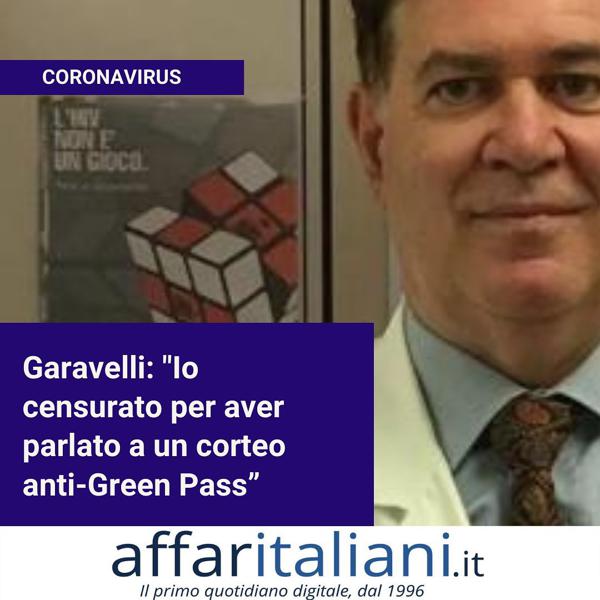 CORONAVIRUS
L'HIV
NON E'
UN GIOCO.
Garavelli: "Io
censurato per aver
parlato a un corteo
anti-Green Pass”
affaritaliani.it
Il primo quotidiano digitale, dal 1996